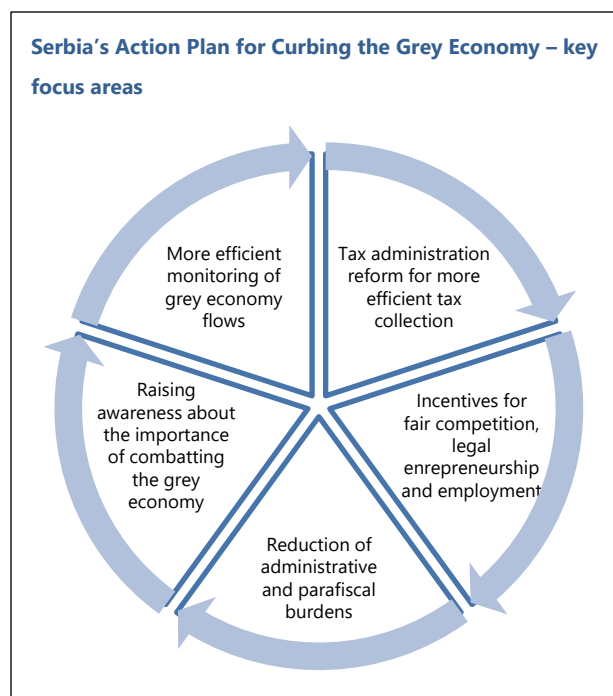 Serbia’s Action Plan for Curbing the Grey Economy – key
focus areas
More efficient
monitoring of
grey economy
flows
Tax administration
reform for more
efficient tax
collection
Incentives for
fair competition,
legal
enrepreneurship
and employment
Reduction of
administrative
and parafiscal
burdens
Raising
awareness about
the importance
of combatting
the grey
economy